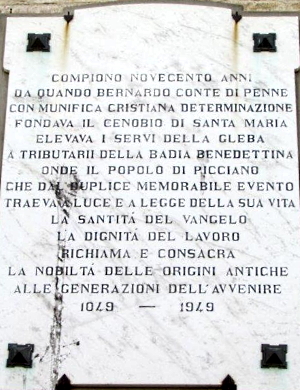 COMPIONO NOVECENTO ANNI
DA QUANDO BERNARDO CONTE DI PENNE
CON MUNIFICA CRISTIANA DETERMINAZIONE
FONDAVA IL CENOBIO DI SANTA MARIA
ELEVAVA I SERVI DELLA GLEBA
A TRIBUTARII DELLA BADIA BENEDETTINA
ONDE IL POPOLO DI PICCIANO
CHE DAL DUPLICE MEMORABILE EVENTO
TRAEVA A LUCE E A LEGGE DELLA SUA VITA
LA SANTITÁ DEL VANGELO
LA DIGNITÁ DEL LAVORO
RICHIAMA E CONSACRA
LA NOBILTÁ DELLE ORIGINI ANTICHE
ALLE GENERAZIONI DELL'AVVENIRE
1049 — 1949